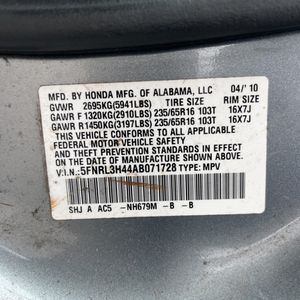 MFD. BY HONDA MFG. OF ALABAMA, LLC 04/' 10
GVWR 2695KG(5941LBS) TIRE SIZE RIM SIZE
GAWR F1320KG(2910LBS) 235/65R16 103T 16X7J
GAWR R1450KG(3197LBS) 235/65R16 103T 16X7J
THIS VEHICLE CONFORMS TO ALL APPLICABLE
FEDERAL MOTOR VEHICLE SAFETY AND
THEFT PREVENTION STANDARDS IN EFFECT ON
THE DATE OF MANUFACTURE SHOWN ABOVE.
V.I.N.: 5FNRL3H44AB071728 TYPE: MPV
SHJ A AC5 -NH679M - B - B